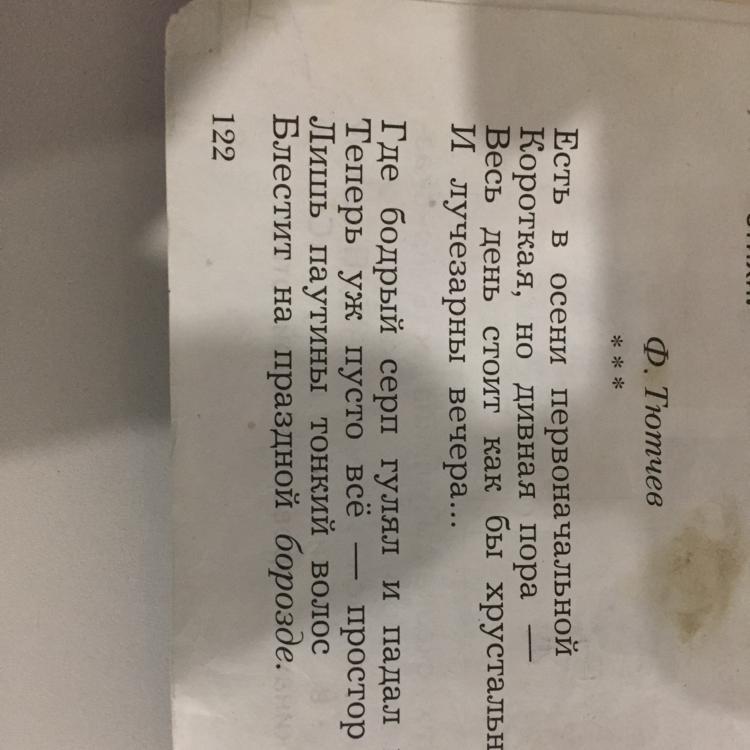 Ф. Тютчев
* * *
Есть в осени первоначальной
Короткая, но дивная пора —
Весь день стоит как бы хрустальн
И лучезарны вечера...
Где бодрый серп гулял и падал
Теперь уж пусто всё — простор
Лишь паутины тонкий волос
Блестит на праздной борозде.
122